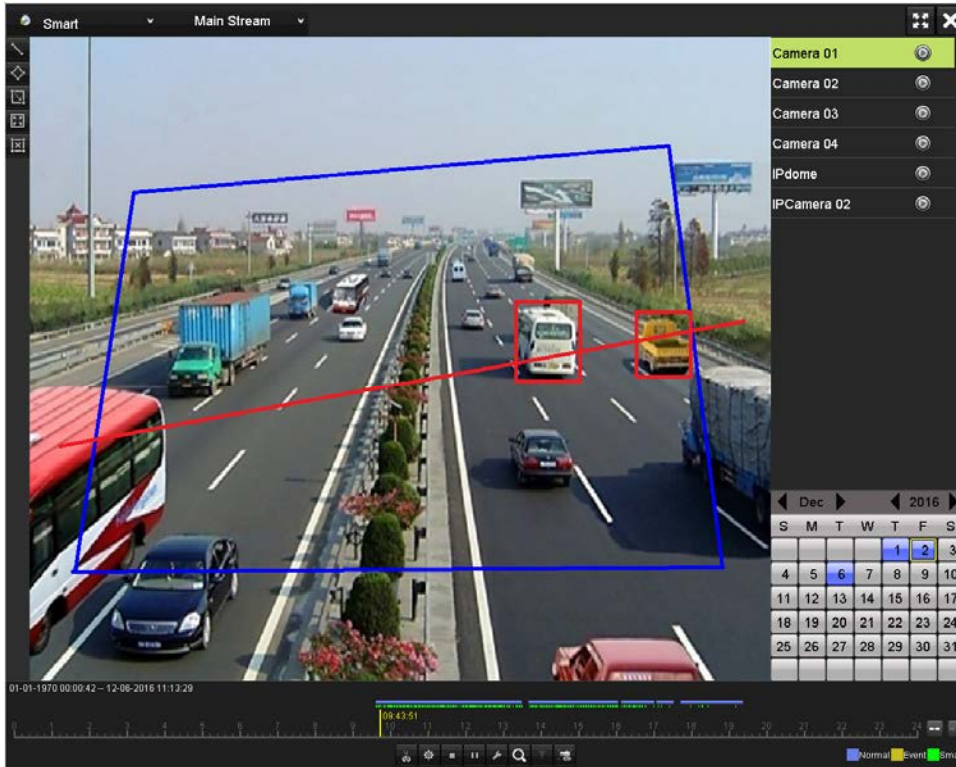 Smart Main Stream
Camera 01
Camera 02
Camera 03
Camera 04
IPdome
IPCamera 02
Dec 2016
S M T W T F S
1 2 3
4 5 6 7 8 9 10
11 12 13 14 15 16 17
18 19 20 21 22 23 24
25 26 27 28 29 30 31
01-01-1970 00:00:42 -- 12-06-2016 11:13:29
09:43:51
0 1 2 3 4 5 6 7 8 9 10 11 12 13 14 15 16 17 18 19 20 21 22 23 24
Normal Event Sma